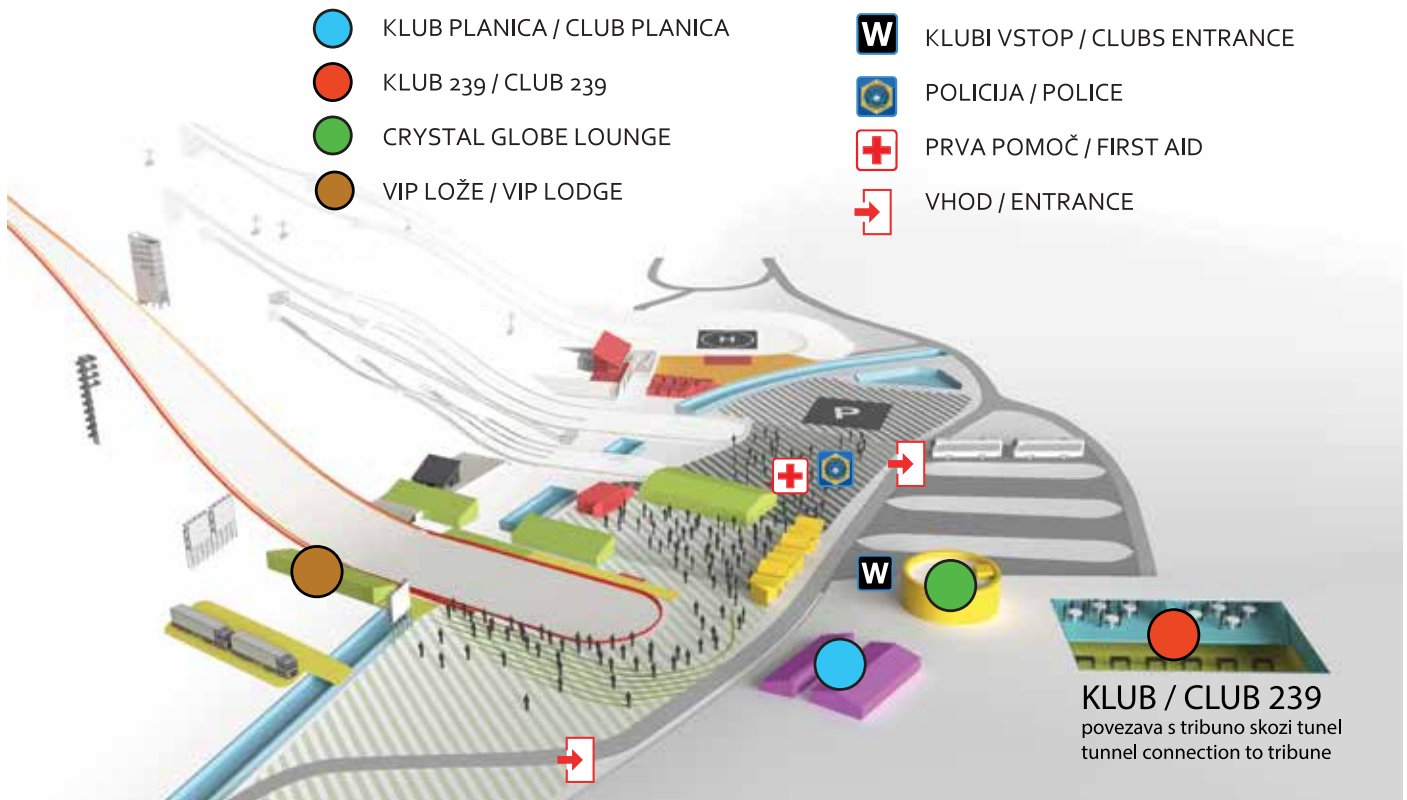 KLUB PLANICA / CLUB PLANICA
KLUB 239 / CLUB 239
CRYSTAL GLOBE LOUNGE
VIP LOŽE / VIP LODGE
W KLUBI VSTOP / CLUBS ENTRANCE
POLICIJA / POLICE
PRVA POMOČ / FIRST AID
VHOD / ENTRANCE
H
P
W
KLUB / CLUB 239
povezava s tribuno skozi tunel
tunnel connection to tribune